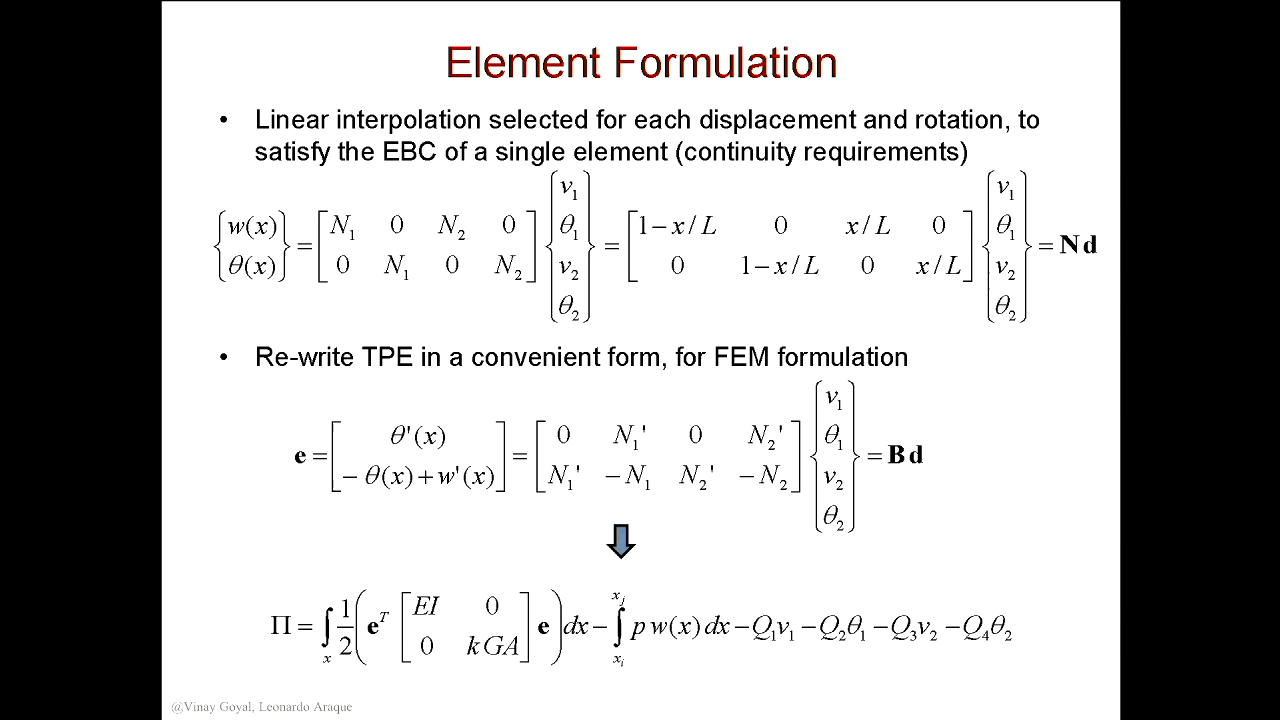 Element Formulation
• Linear interpolation selected for each displacement and rotation, to
satisfy the EBC of a single element (continuity requirements)
{w(x) θ(x)} = [N₁ 0 N₂ 0; 0 N₁ 0 N₂] {v₁ θ₁ v₂ θ₂} = [1−x/L 0 x/L 0; 0 1−x/L 0 x/L] {v₁ θ₁ v₂ θ₂} = Nd
• Re-write TPE in a convenient form, for FEM formulation
e = [θ'(x); −θ(x)+w'(x)] = [0 N₁' 0 N₂'; N₁' −N₁ N₂' −N₂] {v₁ θ₁ v₂ θ₂} = Bd
Π = ∫ₓ 1/2 (eᵀ [EI 0; 0 kGA] e) dx − ∫_{xᵢ}^{xⱼ} p w(x) dx − Q₁v₁ − Q₂θ₁ − Q₃v₂ − Q₄θ₂
@Vinay Goyal, Leonardo Araque